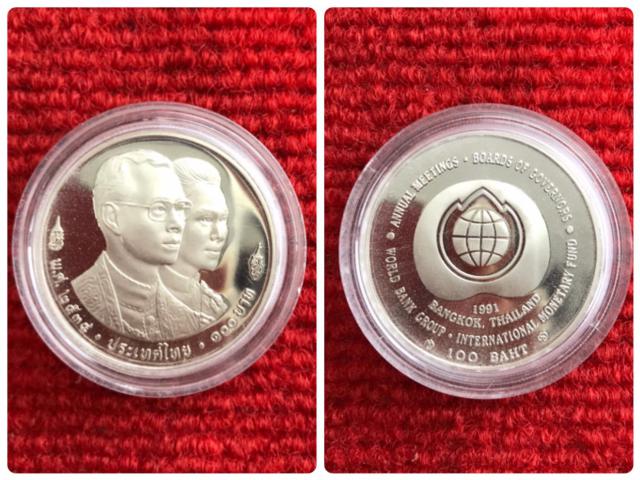 พ.ศ. ๒๕๓๔ • ประเทศไทย • ๑๐๐ บาท
ANNUAL MEETINGS • BOARDS OF GOVERNORS •
WORLD BANK GROUP • INTERNATIONAL MONETARY FUND
1991
BANGKOK, THAILAND
100 BAHT